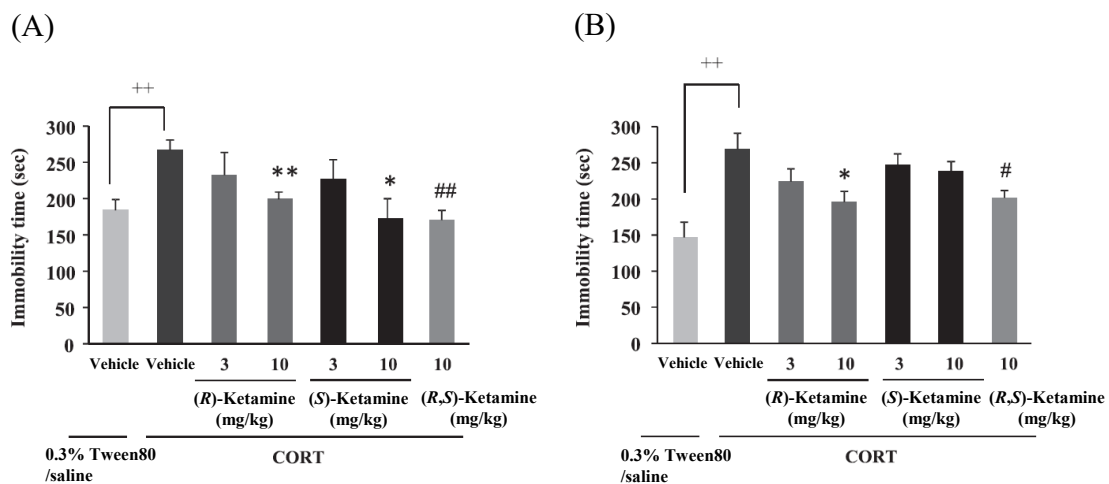 (A)
++
Immobility time (sec)
300
250
200
150
100
50
0
**
*
##
Vehicle Vehicle 3 10 3 10 10
(R)-Ketamine (S)-Ketamine (R,S)-Ketamine
(mg/kg) (mg/kg) (mg/kg)
0.3% Tween80
/saline
CORT
(B)
++
Immobility time (sec)
300
250
200
150
100
50
0
*
#
Vehicle Vehicle 3 10 3 10 10
(R)-Ketamine (S)-Ketamine (R,S)-Ketamine
(mg/kg) (mg/kg) (mg/kg)
0.3% Tween80
/saline
CORT